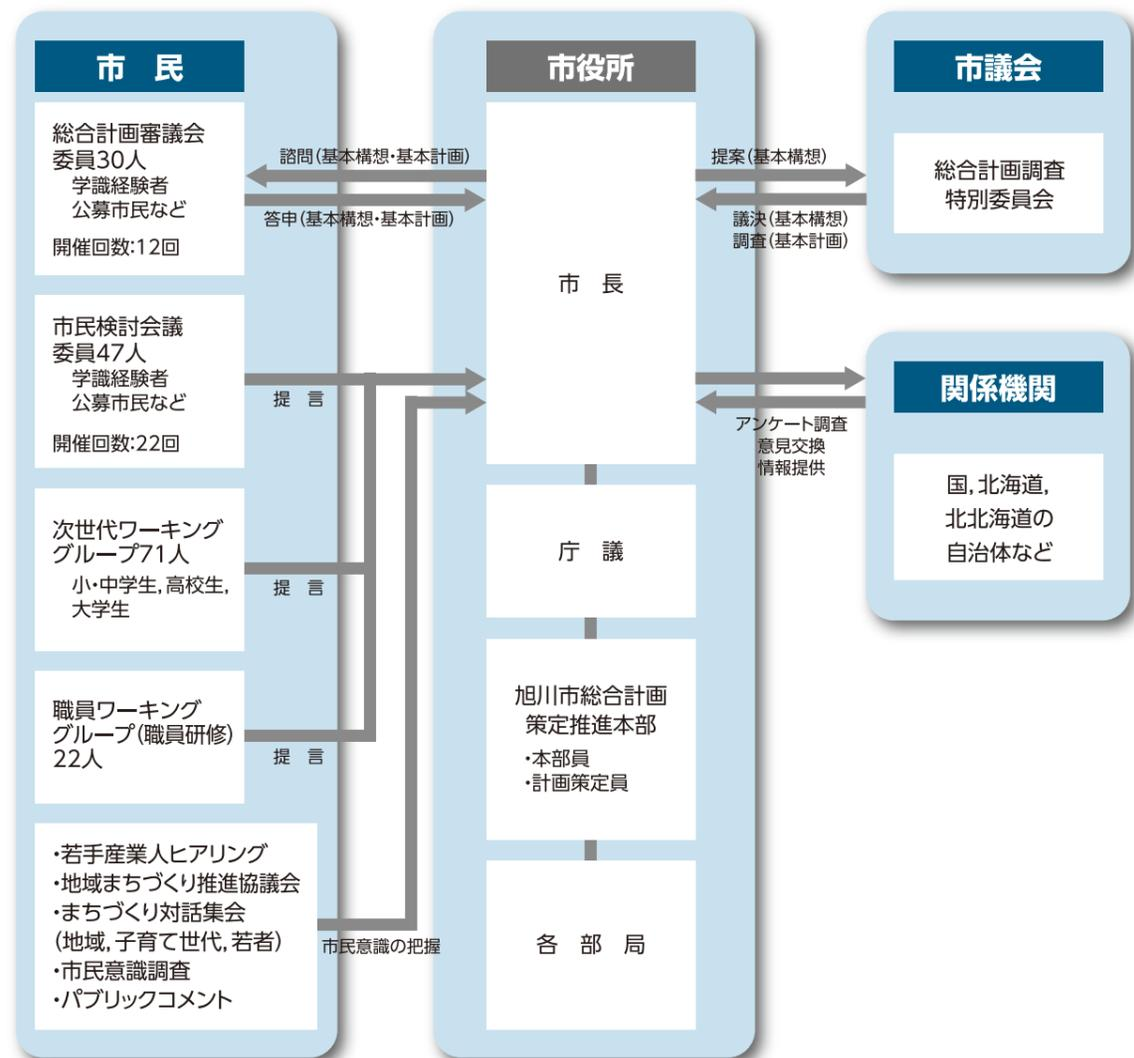 市　民
総合計画審議会
委員30人
学識経験者
公募市民など
開催回数:12回
市民検討会議
委員47人
学識経験者
公募市民など
開催回数:22回
次世代ワーキング
グループ71人
小・中学生,高校生,
大学生
職員ワーキング
グループ(職員研修)
22人
・若手産業人ヒアリング
・地域まちづくり推進協議会
・まちづくり対話集会
(地域,子育て世代,若者)
・市民意識調査
・パブリックコメント
諮問(基本構想・基本計画)
答申(基本構想・基本計画)
提　言
提　言
提　言
市民意識の把握
市役所
市　長
庁　議
旭川市総合計画
策定推進本部
・本部員
・計画策定員
各　部　局
提案(基本構想)
議決(基本構想)
調査(基本計画)
アンケート調査
意見交換
情報提供
市議会
総合計画調査
特別委員会
関係機関
国,北海道,
北北海道の
自治体など